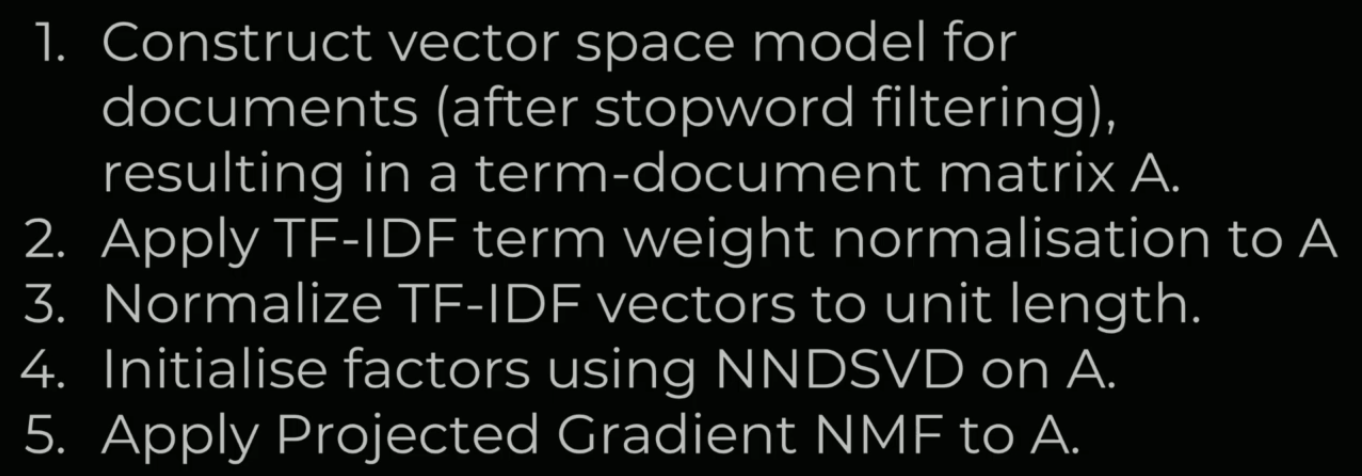 1. Construct vector space model for
documents (after stopword filtering),
resulting in a term-document matrix A.
2. Apply TF-IDF term weight normalisation to A
3. Normalize TF-IDF vectors to unit length.
4. Initialise factors using NNDSVD on A.
5. Apply Projected Gradient NMF to A.